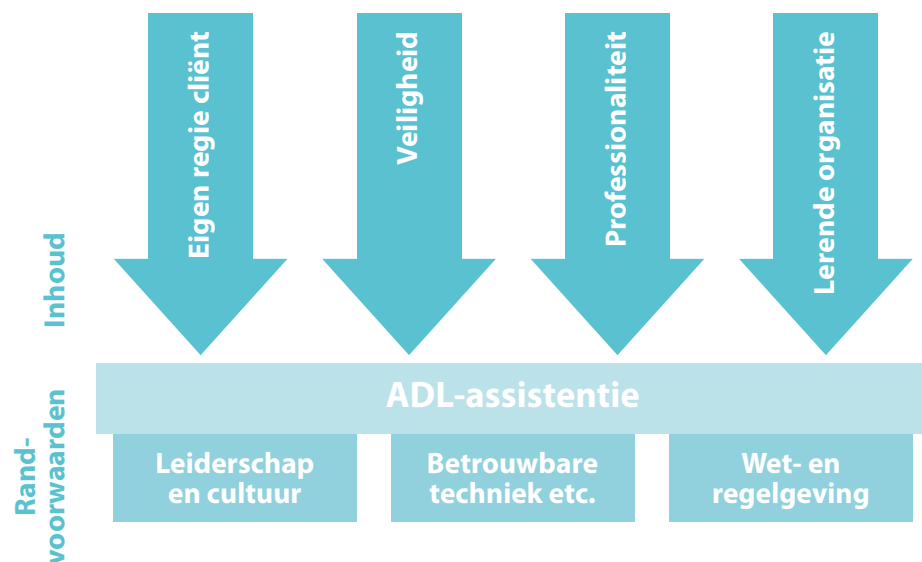 Eigen regie cliënt
Veiligheid
Professionaliteit
Lerende organisatie
Inhoud
ADL-assistentie
Rand-
voorwaarden
Leiderschap
en cultuur
Betrouwbare
techniek etc.
Wet- en
regelgeving